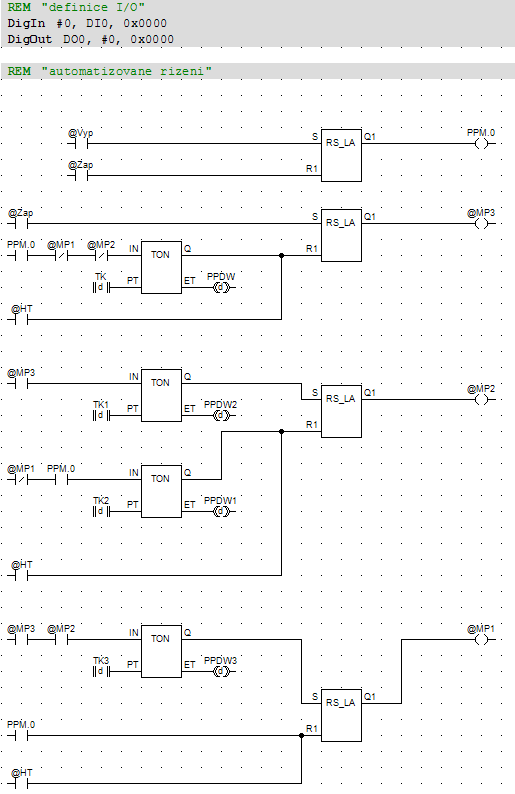 REM "definice I/O"
DigIn #0, DI0, 0x0000
DigOut DO0, #0, 0x0000
REM "automatizovane rizeni"
@Vyp S RS_LA Q1 PPM.0
@Zap R1
@Zap S RS_LA Q1 @MP3
PPM.0 @MP1 @MP2 IN TON Q R1
TK d PT ET PPDW d
@HT
@MP3 IN TON Q
S RS_LA Q1 @MP2
TK1 d PT ET PPDW2 d
R1
@MP1 PPM.0 IN TON Q
TK2 d PT ET PPDW1 d
@HT
@MP3 @MP2 IN TON Q @MP1
TK3 d PT ET PPDW3 d
S RS_LA Q1
PPM.0 R1
@HT